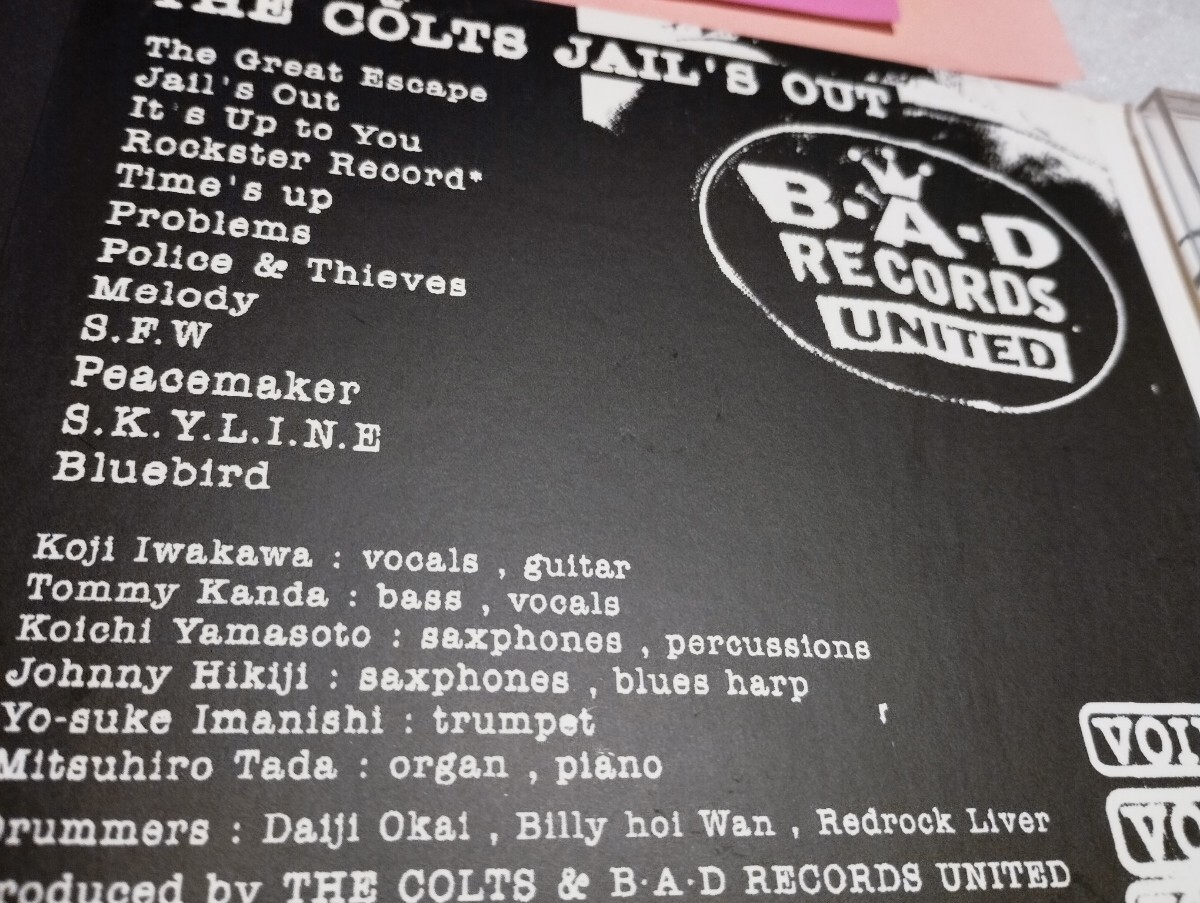 THE COLTS JAIL'S OUT
The Great Escape
Jail's Out
It's Up to You
Rockster Record*
Time's up
Problems
Police & Thieves
Melody
S.F.W
Peacemaker
S.K.Y.L.I.N.E
Bluebird
B·A·D
RECORDS
UNITED
Koji Iwakawa : vocals , guitar
Tommy Kanda : bass , vocals
Koichi Yamasoto : saxphones , percussions
Johnny Hikiji : saxphones , blues harp
Yo-suke Imanishi : trumpet
Mitsuhiro Tada : organ , piano
Drummers : Daiji Okai , Billy hoi Wan , Redrock Liver
roduced by THE COLTS & B·A·D RECORDS UNITED